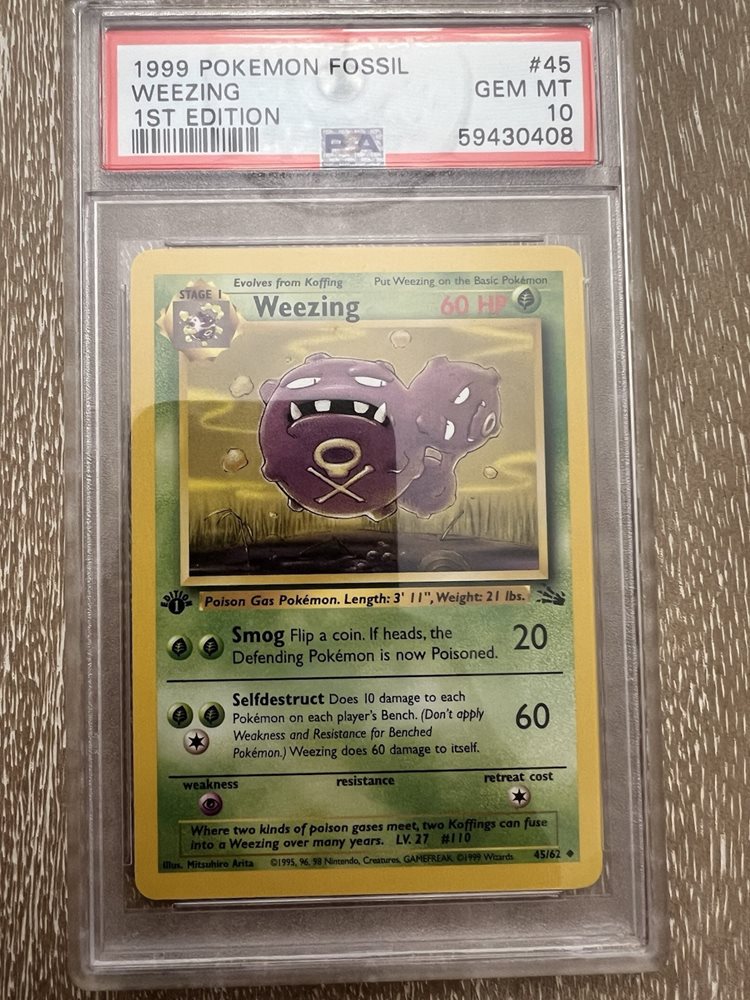 1999 POKEMON FOSSIL #45
WEEZING GEM MT
1ST EDITION 10
PSA 59430408
Evolves from Koffing Put Weezing on the Basic Pokémon
STAGE 1 Weezing 60 HP
EDITION 1
Poison Gas Pokémon. Length: 3' 11", Weight: 21 lbs.
Smog Flip a coin. If heads, the
Defending Pokémon is now Poisoned.
20
Selfdestruct Does 10 damage to each
Pokémon on each player's Bench. (Don't apply
Weakness and Resistance for Benched
Pokémon.) Weezing does 60 damage to itself.
60
weakness resistance retreat cost
Where two kinds of poison gases meet, two Koffings can fuse
into a Weezing over many years. LV. 27 #110
Illus. Mitsuhiro Arita ©1995, 96, 98 Nintendo, Creatures, GAMEFREAK. ©1999 Wizards. 45/62